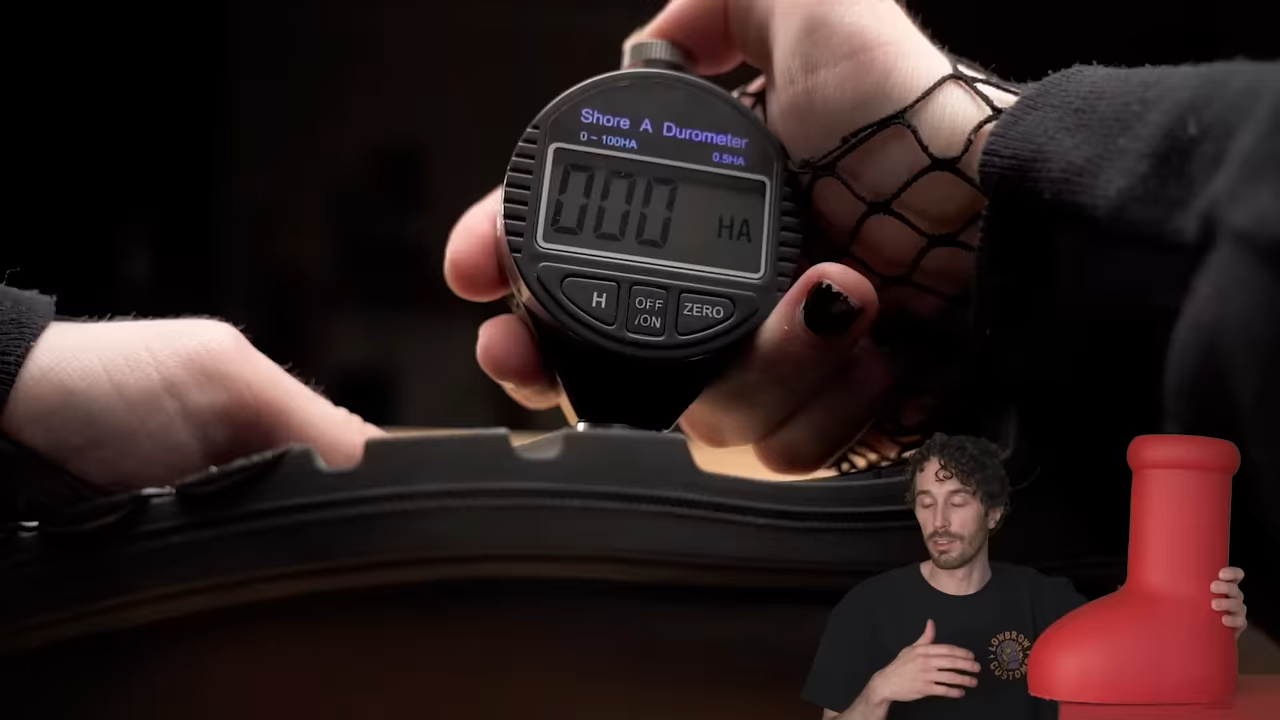 Shore A Durometer
0 ~ 100HA
0.5HA
000 HA
H
OFF
/ON
ZERO
LOWBROW
CUSTOMS